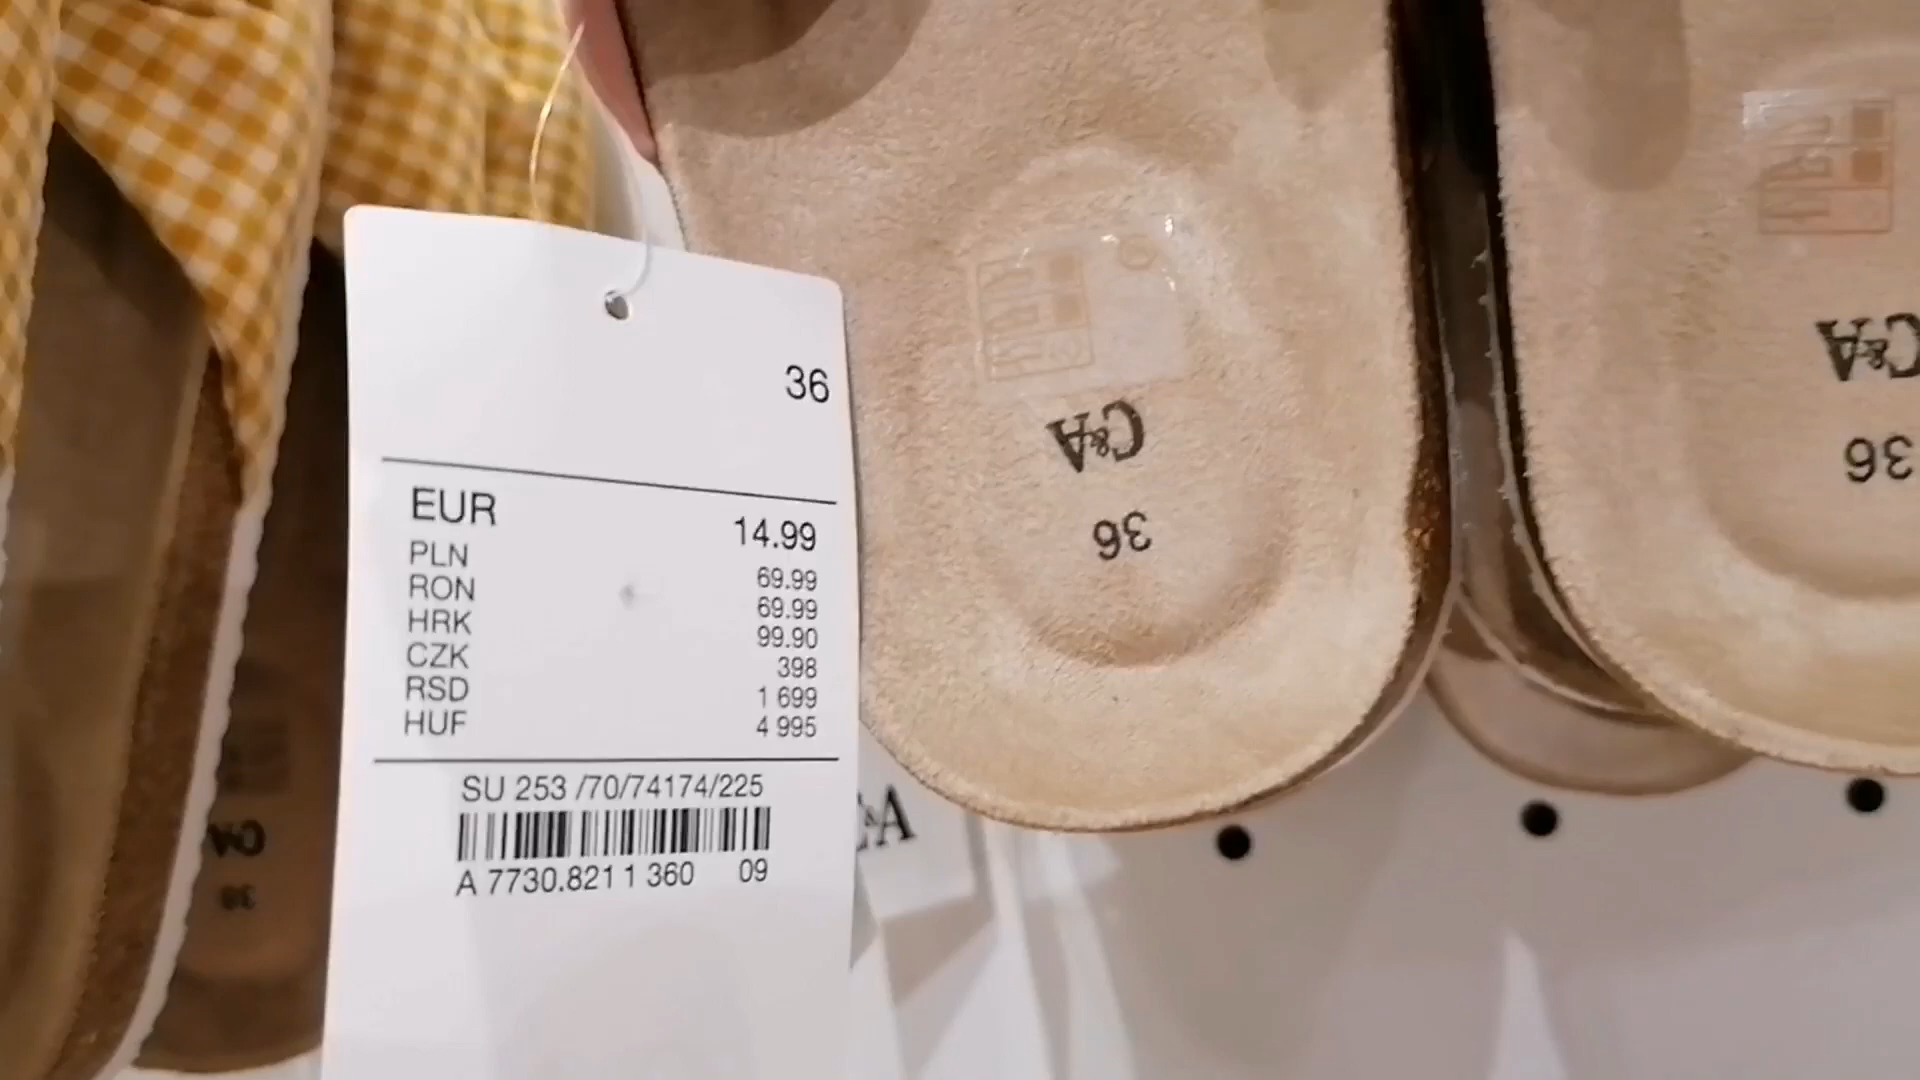 36
EUR 14.99
PLN 69.99
RON 69.99
HRK 99.90
CZK 398
RSD 1 699
HUF 4 995
SU 253 /70/74174/225
A 7730.821 1 360 09
C&A
36
C&A
36
C&A
36